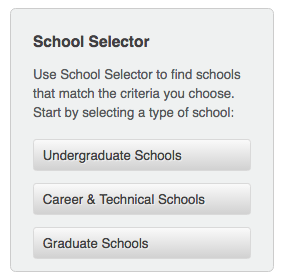 School Selector
Use School Selector to find schools
that match the criteria you choose.
Start by selecting a type of school:
Undergraduate Schools
Career & Technical Schools
Graduate Schools